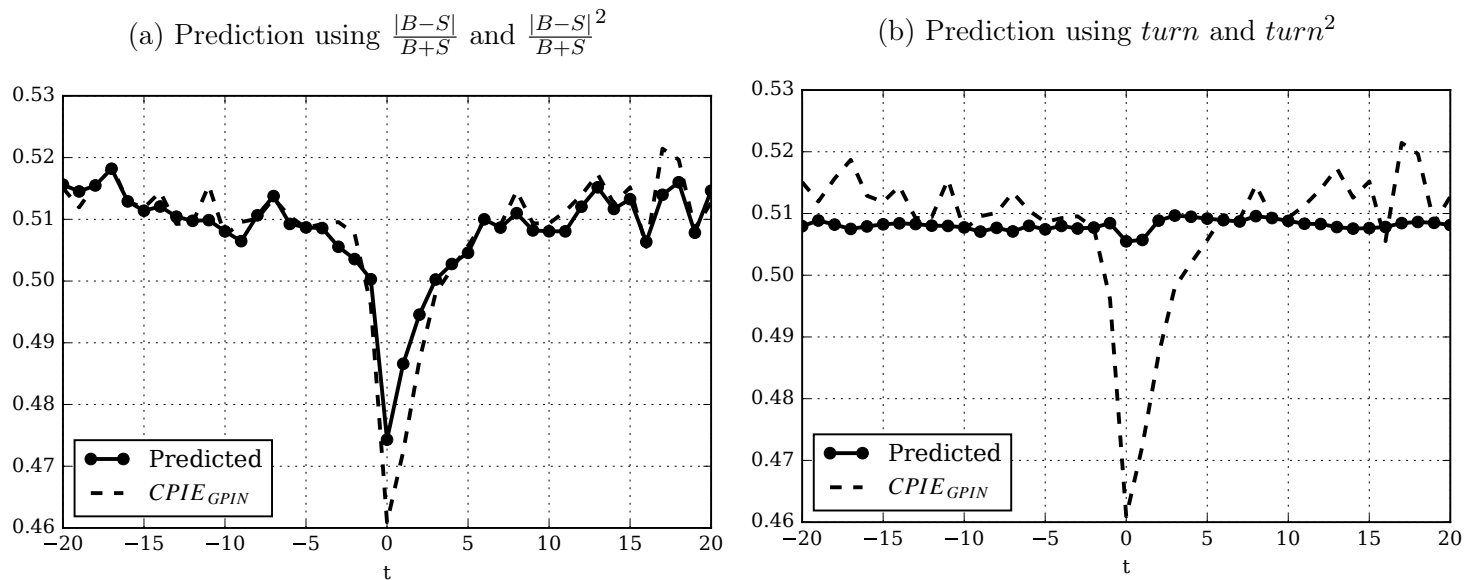 (a) Prediction using |B−S|/B+S and |B−S|/B+S ²
0.53
0.52
0.51
0.50
0.49
0.48
0.47
0.46
Predicted
CPIE_GPIN
−20 −15 −10 −5 0 5 10 15 20
t
(b) Prediction using turn and turn²
0.53
0.52
0.51
0.50
0.49
0.48
0.47
0.46
Predicted
CPIE_GPIN
−20 −15 −10 −5 0 5 10 15 20
t